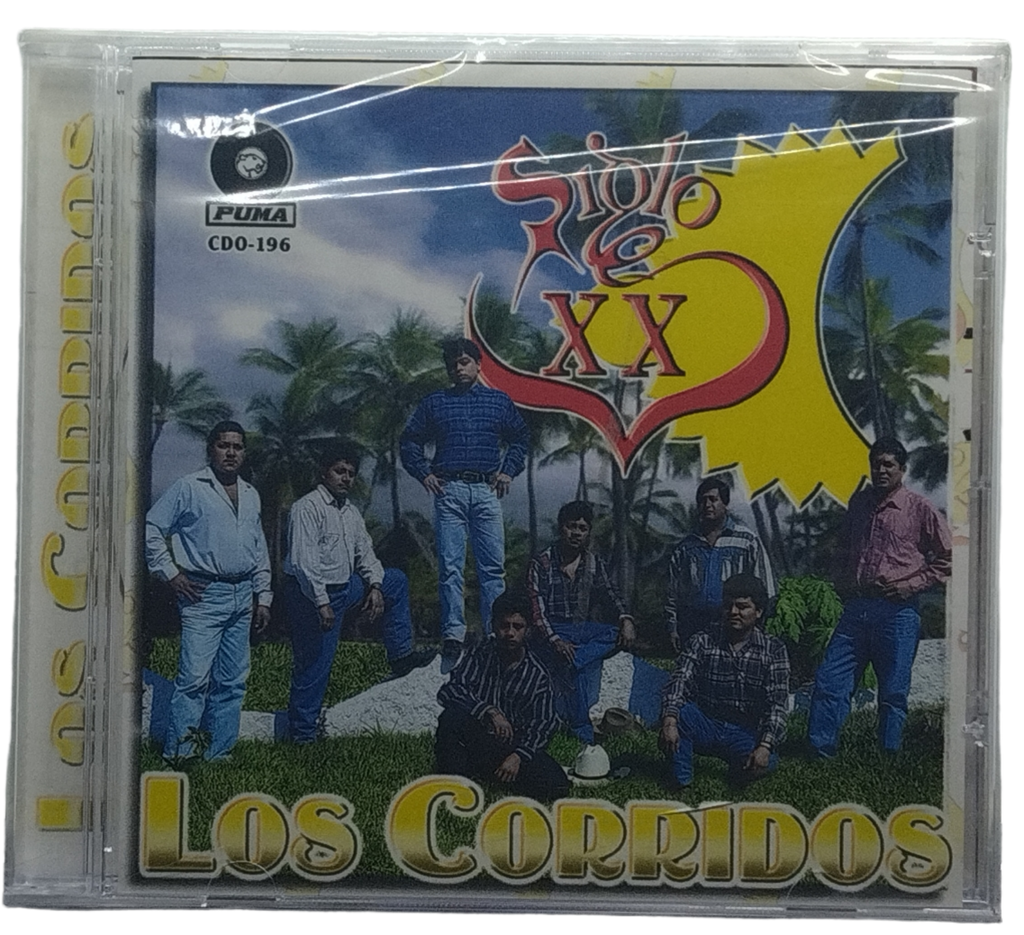 LOS CORRIDOS
PUMA
CDO-196
Siglo
XX
LOS CORRIDOS